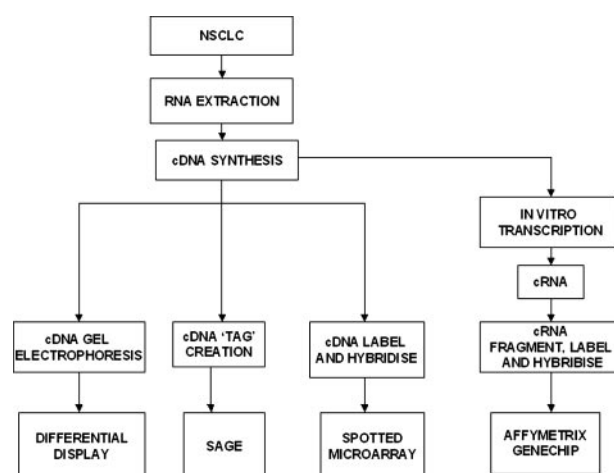 NSCLC
RNA EXTRACTION
cDNA SYNTHESIS
IN VITRO
TRANSCRIPTION
cRNA
cDNA GEL
ELECTROPHORESIS
cDNA 'TAG'
CREATION
cDNA LABEL
AND HYBRIDISE
cRNA
FRAGMENT, LABEL
AND HYBRIBISE
DIFFERENTIAL
DISPLAY
SAGE
SPOTTED
MICROARRAY
AFFYMETRIX
GENECHIP